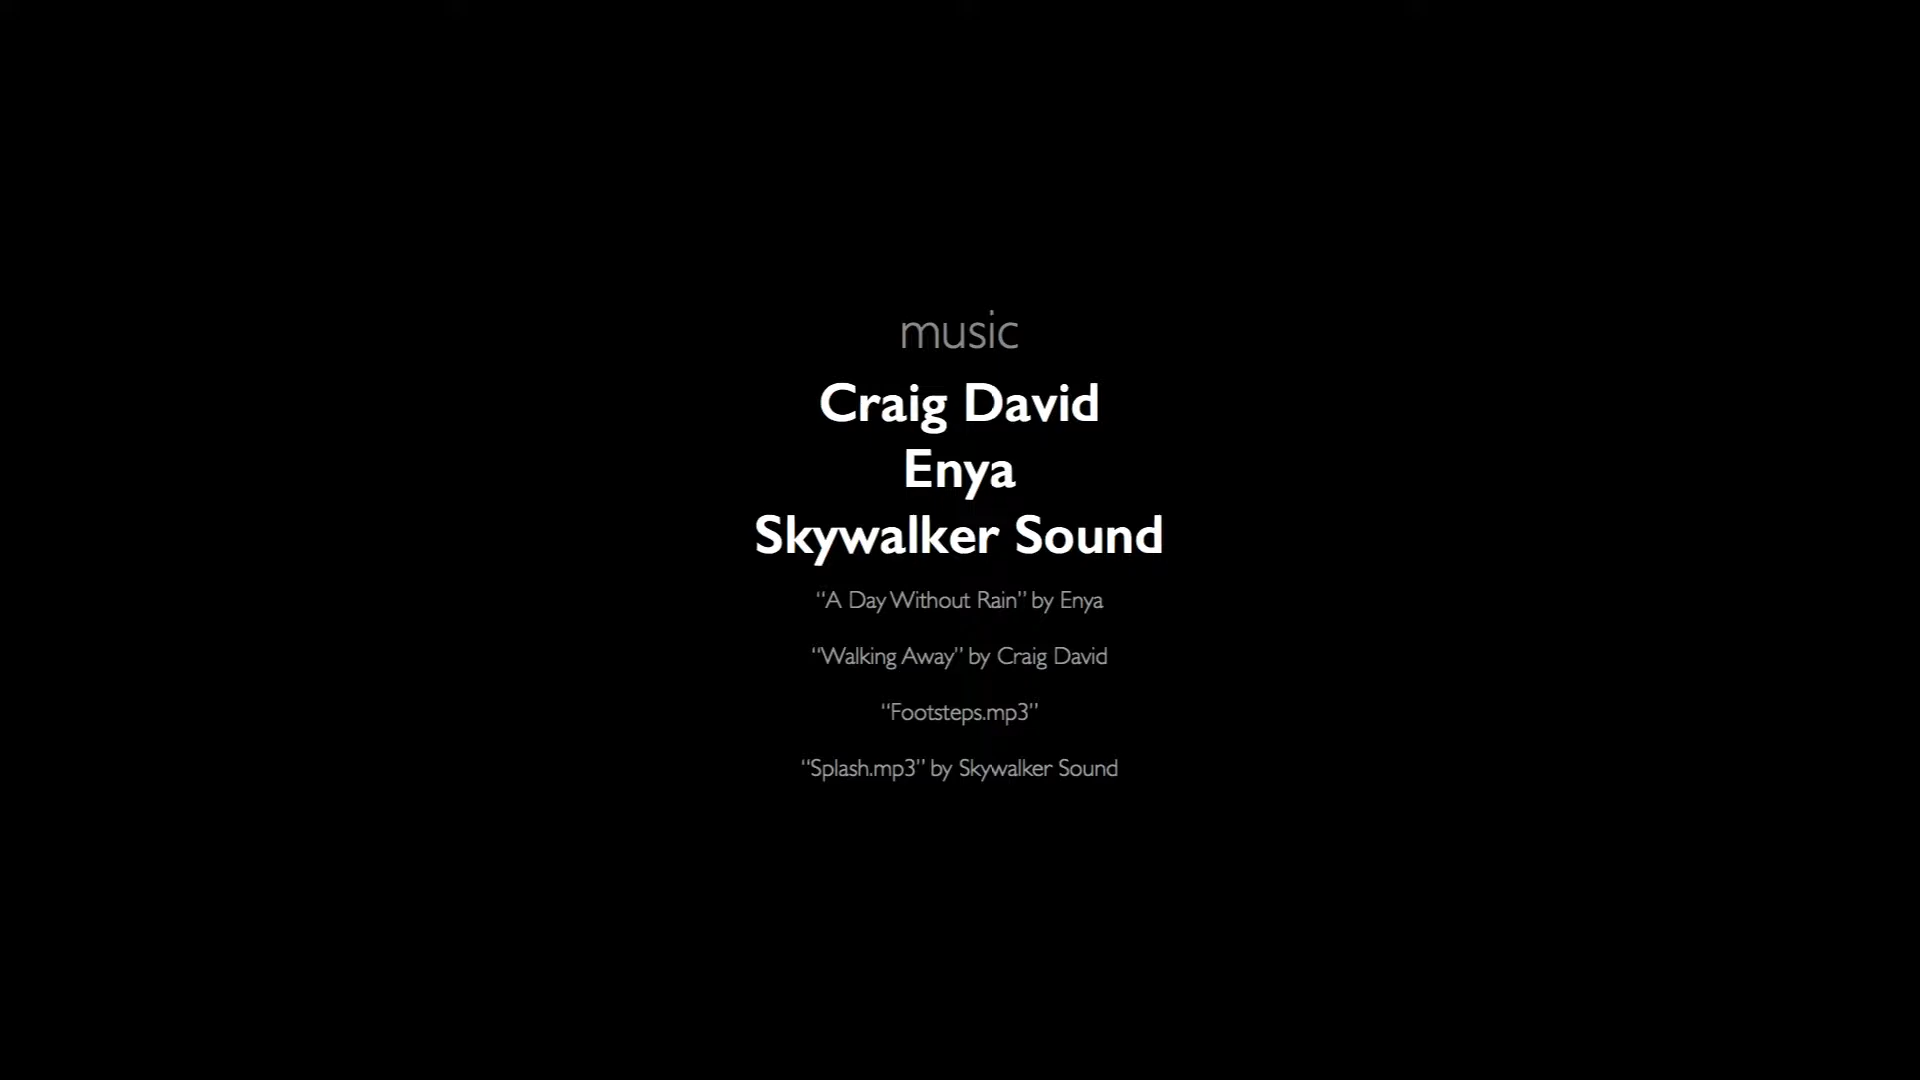 music
Craig David
Enya
Skywalker Sound
“A Day Without Rain” by Enya
“Walking Away” by Craig David
“Footsteps.mp3”
“Splash.mp3” by Skywalker Sound